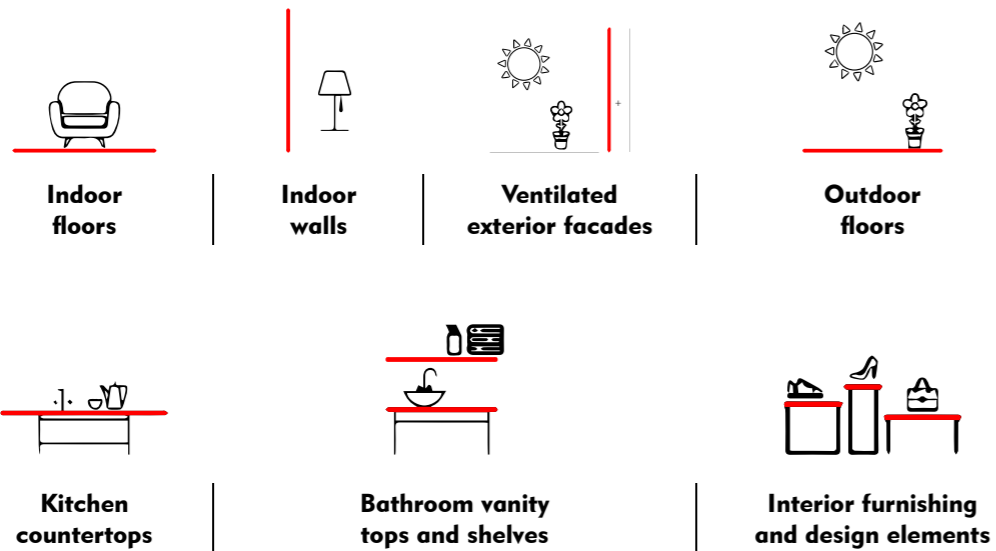 Indoor
floors
Indoor
walls
Ventilated
exterior facades
Outdoor
floors
Kitchen
countertops
Bathroom vanity
tops and shelves
Interior furnishing
and design elements